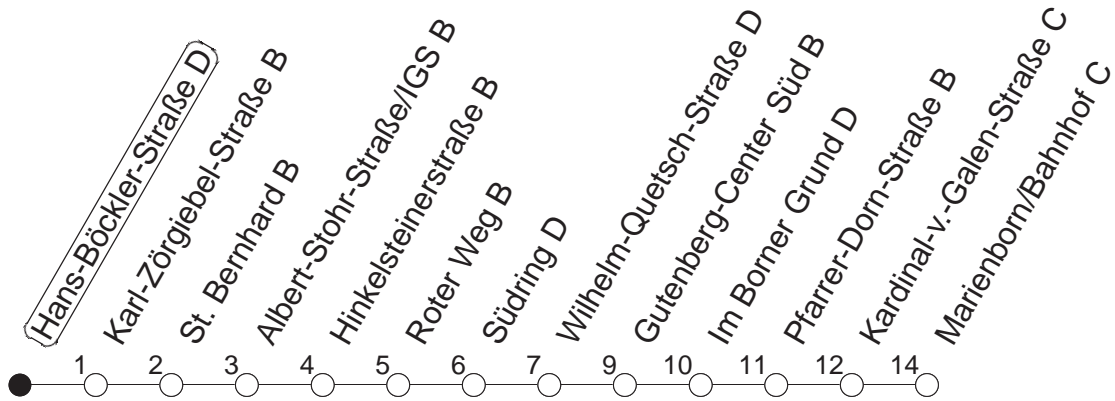 Hans-Böckler-Straße D
Karl-Zörgiebel-Straße B
St. Bernhard B
Albert-Stohr-Straße/IGS B
Hinkelsteinerstraße B
Roter Weg B
Südring D
Wilhelm-Quetsch-Straße D
Gutenberg-Center Süd B
Im Borner Grund D
Pfarrer-Dorn-Straße B
Kardinal-v.-Galen-Straße C
Marienborn/Bahnhof C
1 2 3 4 5 6 7 9 10 11 12 14